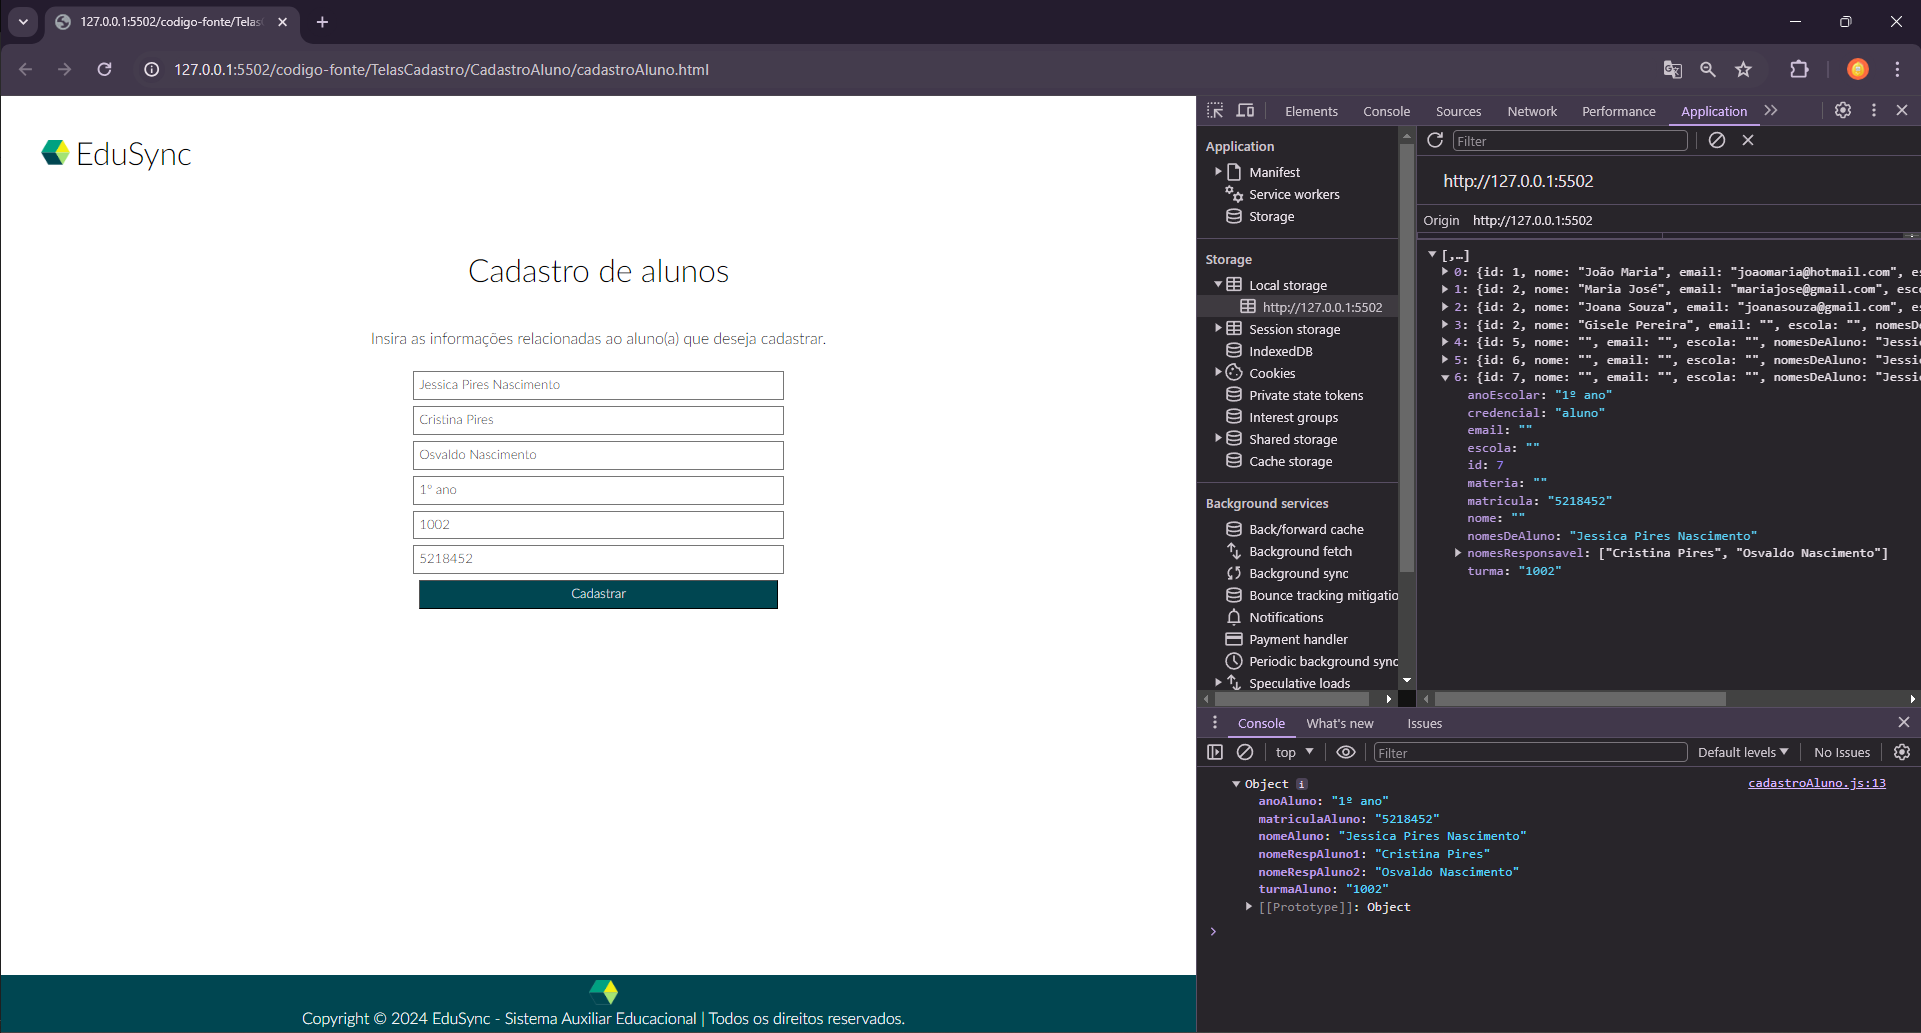 127.0.0.1:5502/codigo-fonte/Telas
127.0.0.1:5502/codigo-fonte/TelasCadastro/CadastroAluno/cadastroAluno.html
EduSync
Cadastro de alunos
Insira as informações relacionadas ao aluno(a) que deseja cadastrar.
Jessica Pires Nascimento
Cristina Pires
Osvaldo Nascimento
1º ano
1002
5218452
Cadastrar
Copyright © 2024 EduSync - Sistema Auxiliar Educacional | Todos os direitos reservados.
Elements Console Sources Network Performance Application
Application
Manifest
Service workers
Storage
Storage
Local storage
http://127.0.0.1:5502
Session storage
IndexedDB
Cookies
Private state tokens
Interest groups
Shared storage
Cache storage
Background services
Back/forward cache
Background fetch
Background sync
Bounce tracking mitigatio
Notifications
Payment handler
Periodic background sync
Speculative loads
Filter
http://127.0.0.1:5502
Origin http://127.0.0.1:5502
[,…]
0: {id: 1, nome: "João Maria", email: "joaomaria@hotmail.com", es
1: {id: 2, nome: "Maria José", email: "mariajose@gmail.com", esco
2: {id: 2, nome: "Joana Souza", email: "joanasouza@gmail.com", es
3: {id: 2, nome: "Gisele Pereira", email: "", escola: "", nomesDe
4: {id: 5, nome: "", email: "", escola: "", nomesDeAluno: "Jessi
5: {id: 6, nome: "", email: "", escola: "", nomesDeAluno: "Jessi
6: {id: 7, nome: "", email: "", escola: "", nomesDeAluno: "Jessi
anoEscolar: "1º ano"
credencial: "aluno"
email: ""
escola: ""
id: 7
materia: ""
matricula: "5218452"
nome: ""
nomesDeAluno: "Jessica Pires Nascimento"
nomesResponsavel: ["Cristina Pires", "Osvaldo Nascimento"]
turma: "1002"
Console What's new Issues
top Filter Default levels No Issues
Object i cadastroAluno.js:13
anoAluno: "1º ano"
matriculaAluno: "5218452"
nomeAluno: "Jessica Pires Nascimento"
nomeRespAluno1: "Cristina Pires"
nomeRespAluno2: "Osvaldo Nascimento"
turmaAluno: "1002"
[[Prototype]]: Object